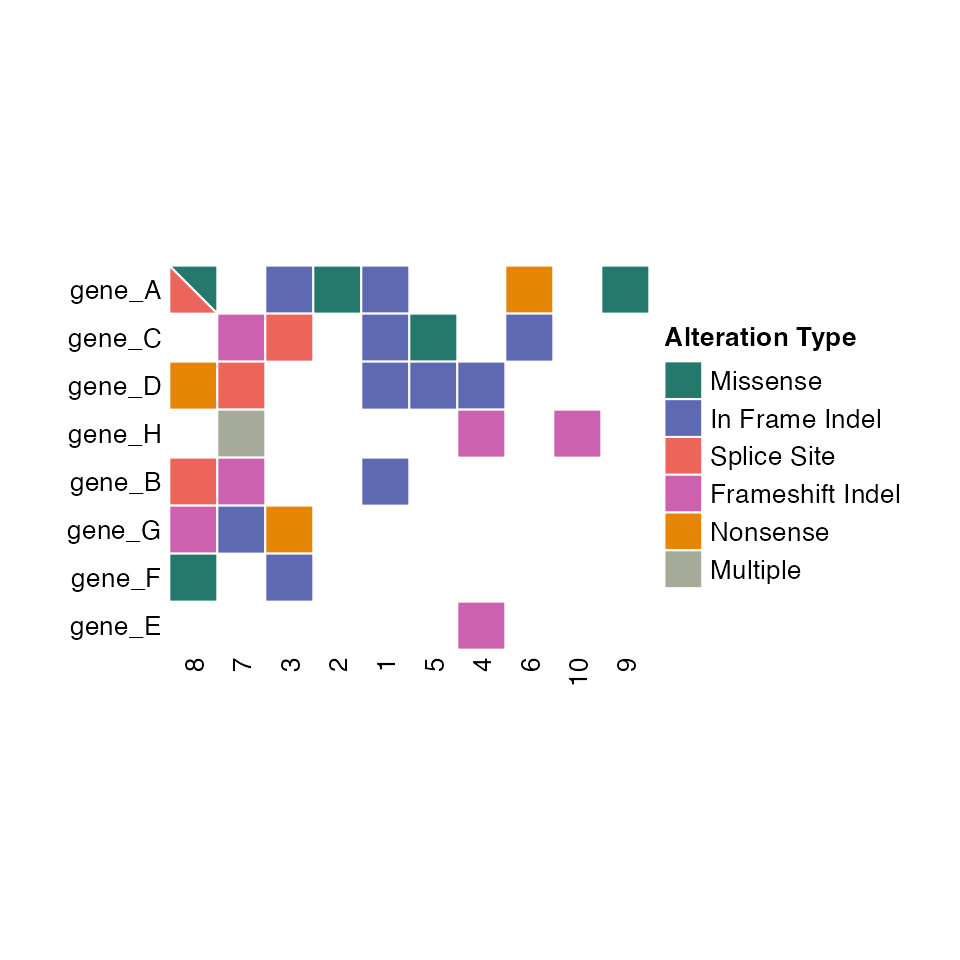 gene_A
gene_C
gene_D
gene_H
gene_B
gene_G
gene_F
gene_E
8 7 3 2 1 5 4 6 10 9
Alteration Type
Missense
In Frame Indel
Splice Site
Frameshift Indel
Nonsense
Multiple